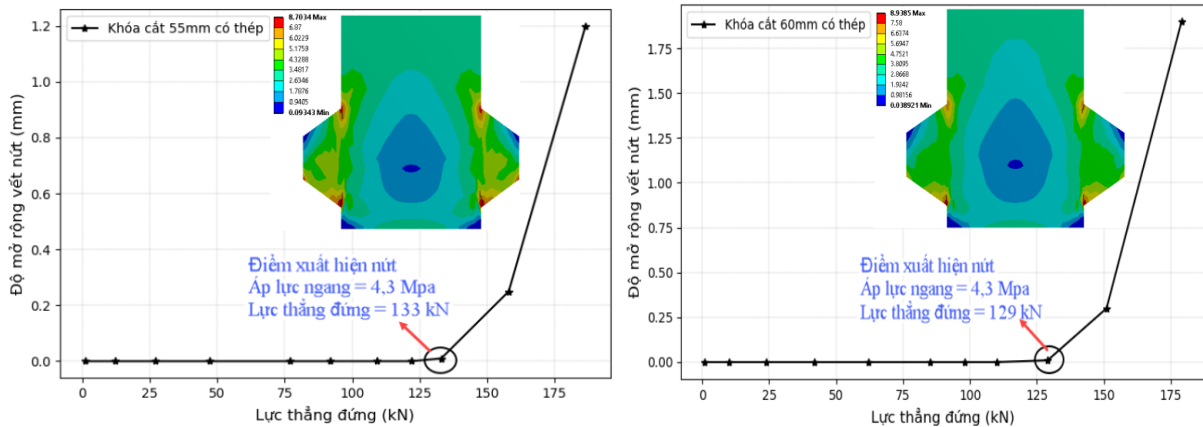 Khóa cắt 55mm có thép
8.7034 Max
6.87
6.0229
5.1759
4.3288
3.4817
2.6346
1.7876
0.9405
0.09343 Min
Điểm xuất hiện nứt
Áp lực ngang = 4,3 Mpa
Lực thẳng đứng = 133 kN
Độ mở rộng vết nứt (mm)
1.2
1.0
0.8
0.6
0.4
0.2
0.0
0
25
50
75
100
125
150
175
Lực thẳng đứng (kN)
Khóa cắt 60mm có thép
8.9385 Max
7.58
6.6374
5.6947
4.7521
3.8095
2.8668
1.9242
0.98156
0.038921 Min
Điểm xuất hiện nứt
Áp lực ngang = 4,3 Mpa
Lực thẳng đứng = 129 kN
Độ mở rộng vết nứt (mm)
1.75
1.50
1.25
1.00
0.75
0.50
0.25
0.00
0
25
50
75
100
125
150
175
Lực thẳng đứng (kN)